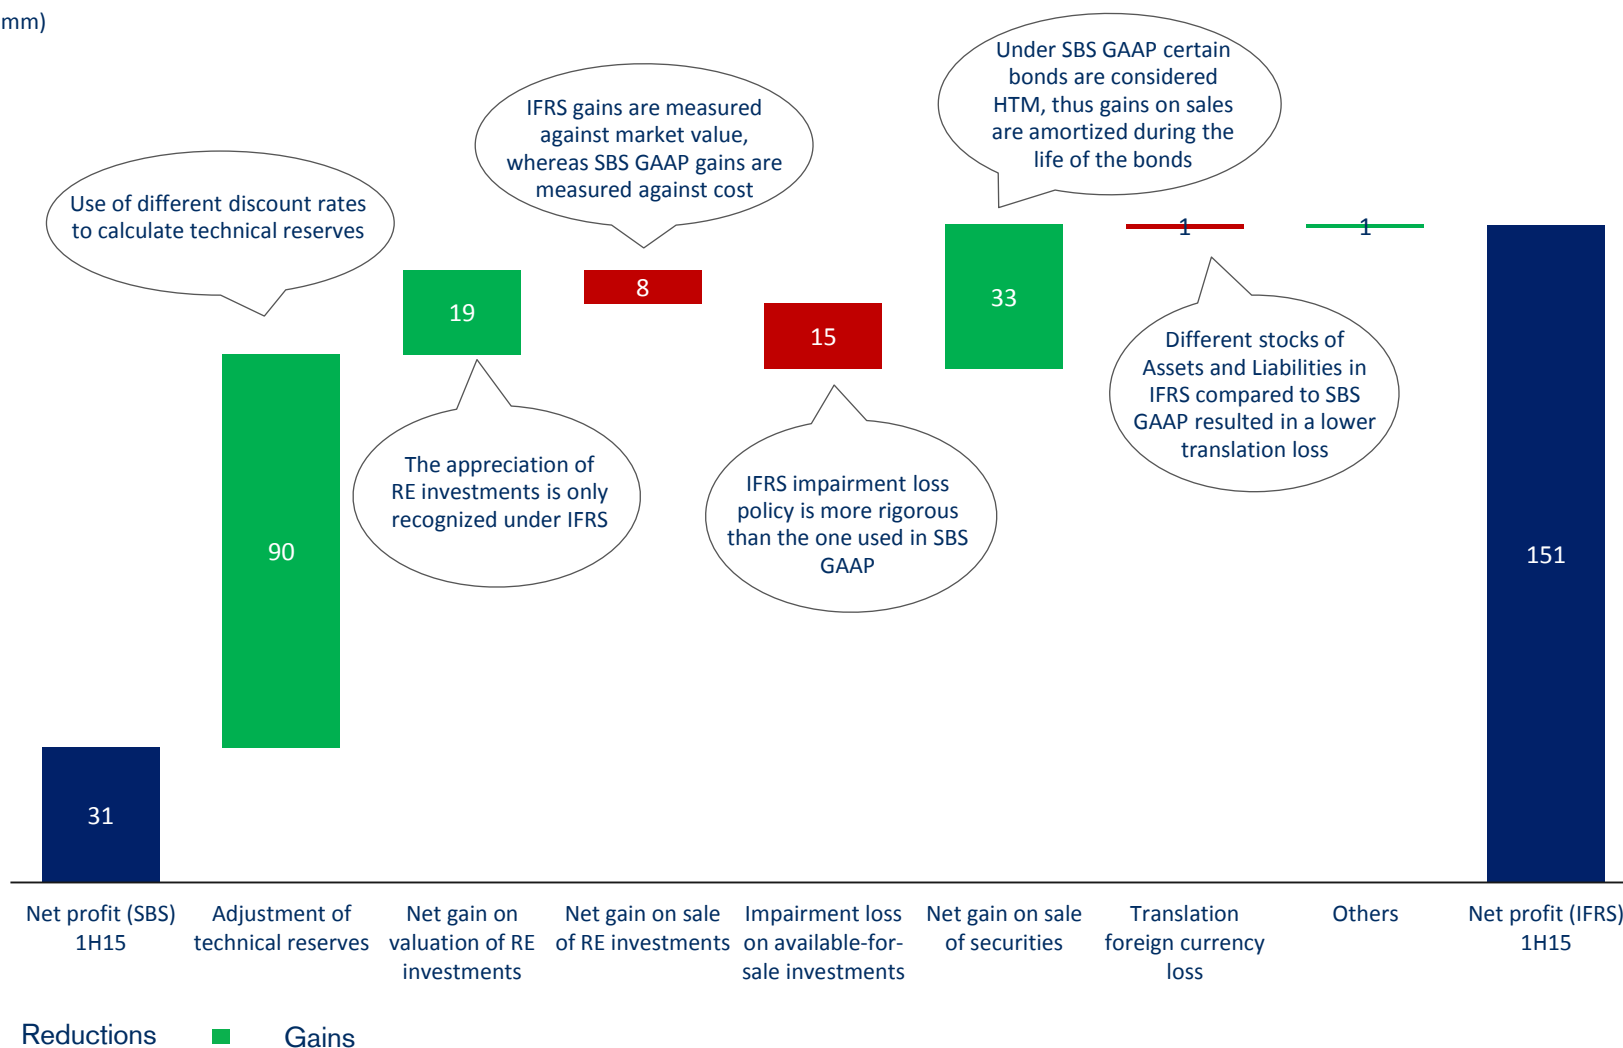 mm)
Under SBS GAAP certain
bonds are considered
HTM, thus gains on sales
are amortized during the
life of the bonds
IFRS gains are measured
against market value,
whereas SBS GAAP gains are
measured against cost
Use of different discount rates
to calculate technical reserves
1
1
8
19
33
15
Different stocks of
Assets and Liabilities in
IFRS compared to SBS
GAAP resulted in a lower
translation loss
The appreciation of
RE investments is only
recognized under IFRS
IFRS impairment loss
policy is more rigorous
than the one used in SBS
GAAP
90
151
31
Net profit (SBS)
1H15
Adjustment of
technical reserves
Net gain on
valuation of RE
investments
Net gain on sale
of RE investments
Impairment loss
on available-for-
sale investments
Net gain on sale
of securities
Translation
foreign currency
loss
Others
Net profit (IFRS)
1H15
Reductions
Gains